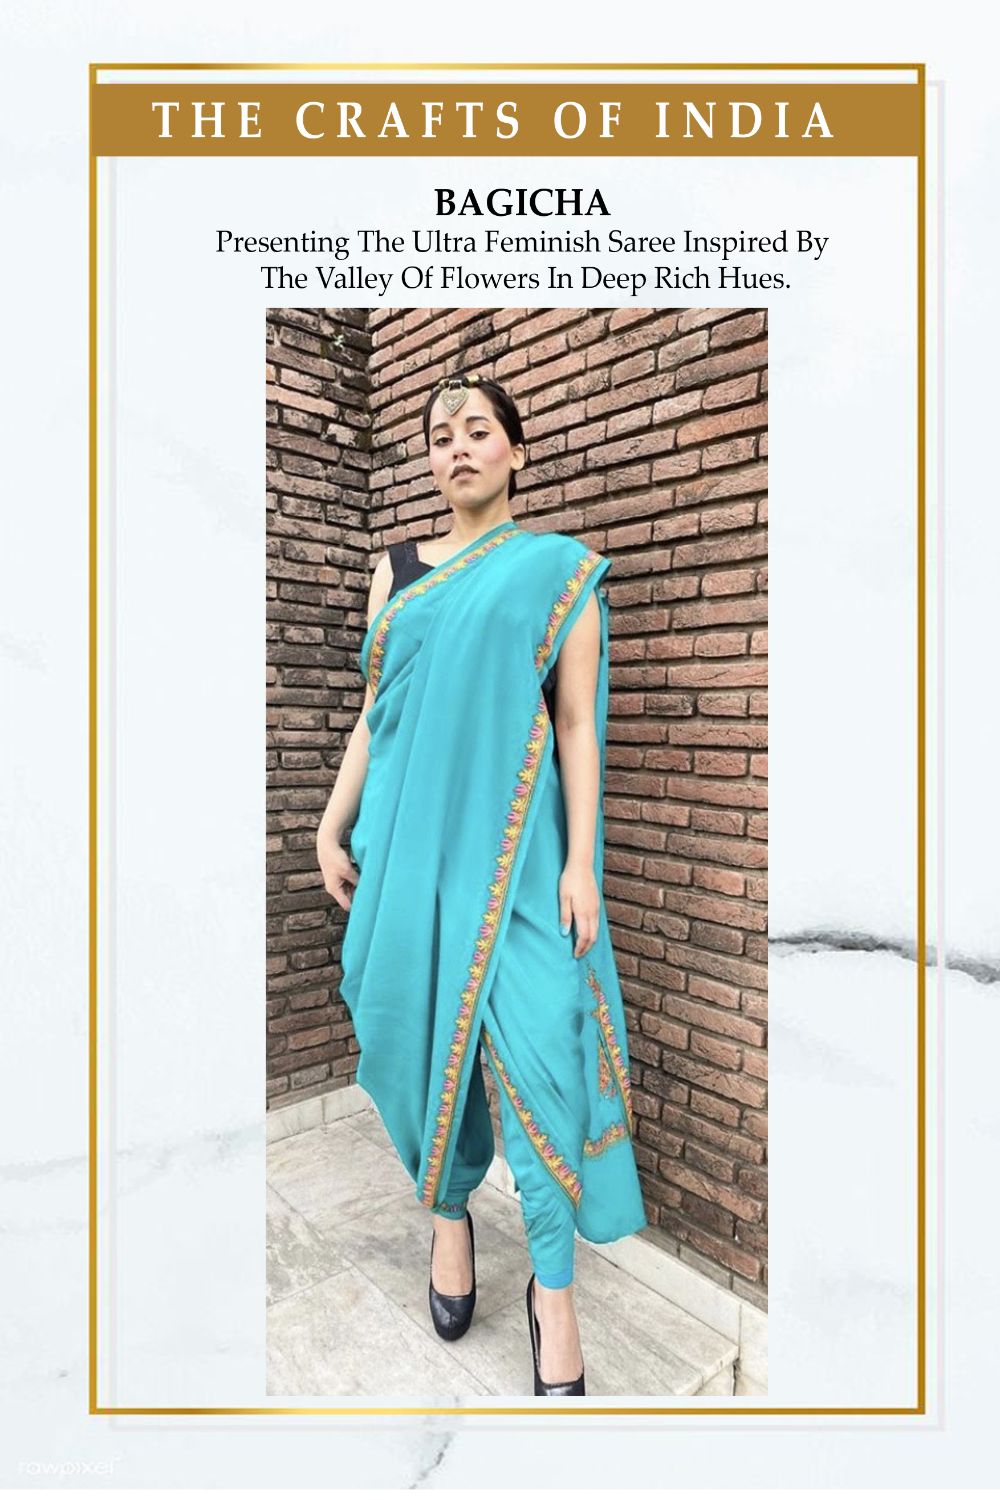 THE CRAFTS OF INDIA
BAGICHA
Presenting The Ultra Feminish Saree Inspired By
The Valley Of Flowers In Deep Rich Hues.
rawpixel